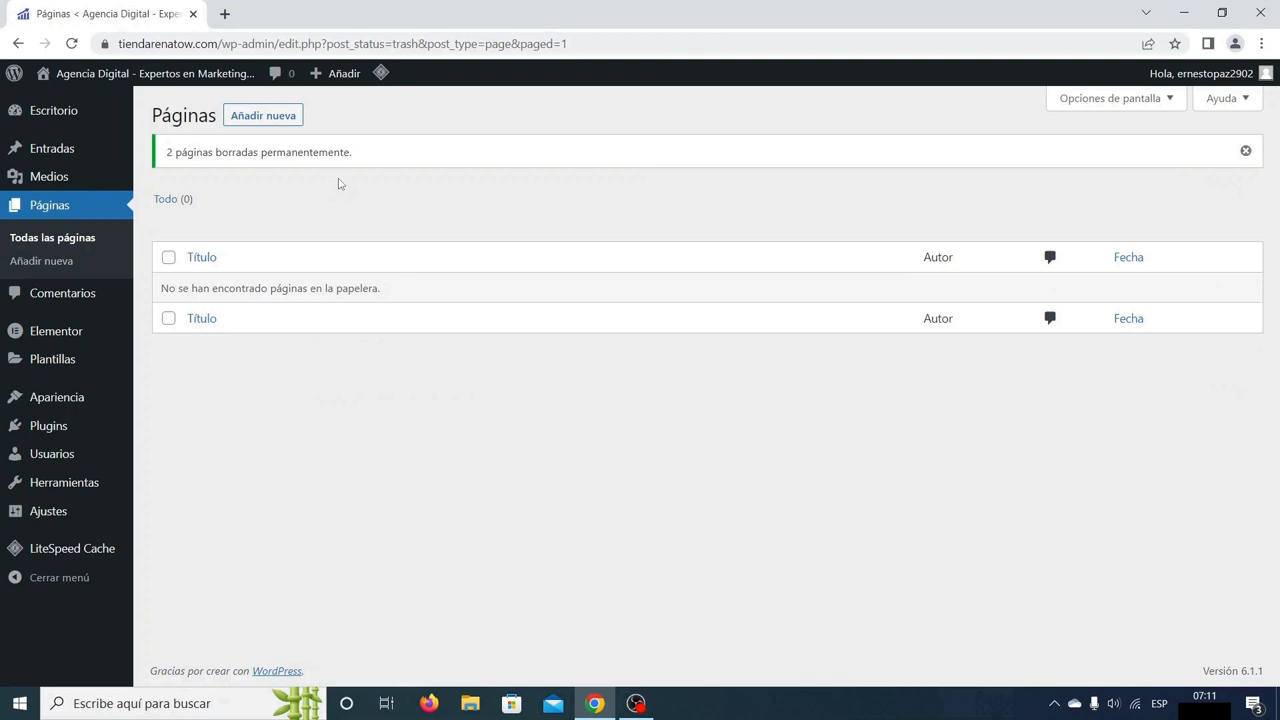 Páginas < Agencia Digital - Exper
tiendarenatow.com/wp-admin/edit.php?post_status=trash&post_type=page&paged=1
Agencia Digital - Expertos en Marketing...
0
Añadir
Hola, ernestopaz2902
Escritorio
Entradas
Medios
Páginas
Todas las páginas
Añadir nueva
Comentarios
Elementor
Plantillas
Apariencia
Plugins
Usuarios
Herramientas
Ajustes
LiteSpeed Cache
Cerrar menú
Páginas
Añadir nueva
Opciones de pantalla
Ayuda
2 páginas borradas permanentemente.
Todo (0)
Título Autor Fecha
No se han encontrado páginas en la papelera.
Título Autor Fecha
Gracias por crear con WordPress.
Versión 6.1.1
Escribe aquí para buscar
ESP
07:11
3